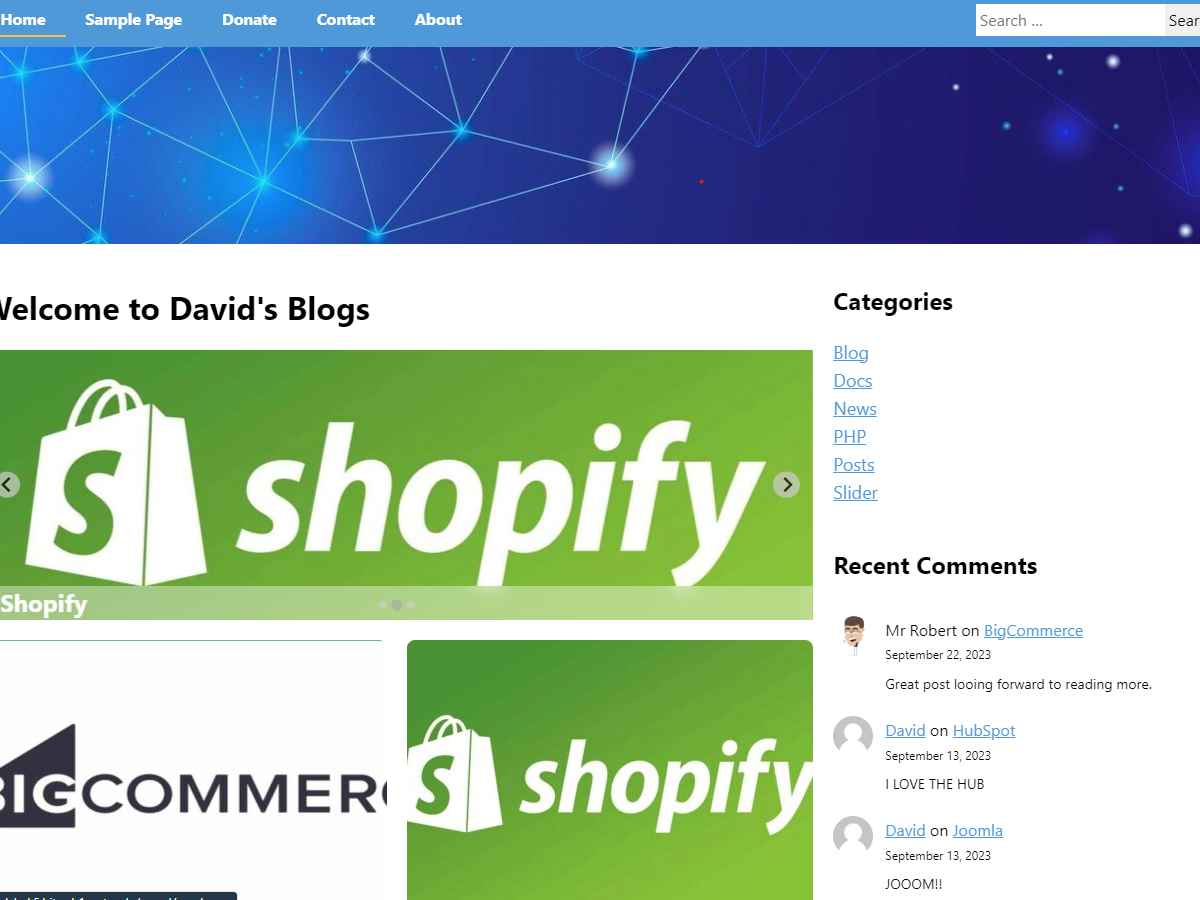 Home Sample Page Donate Contact About Search ...
Welcome to David's Blogs
shopify
Shopify
BIGCOMMERC
shopify
Categories
Blog
Docs
News
PHP
Posts
Slider
Recent Comments
Mr Robert on BigCommerce
September 22, 2023
Great post looing forward to reading more.
David on HubSpot
September 13, 2023
I LOVE THE HUB
David on Joomla
September 13, 2023
JOOOM!!